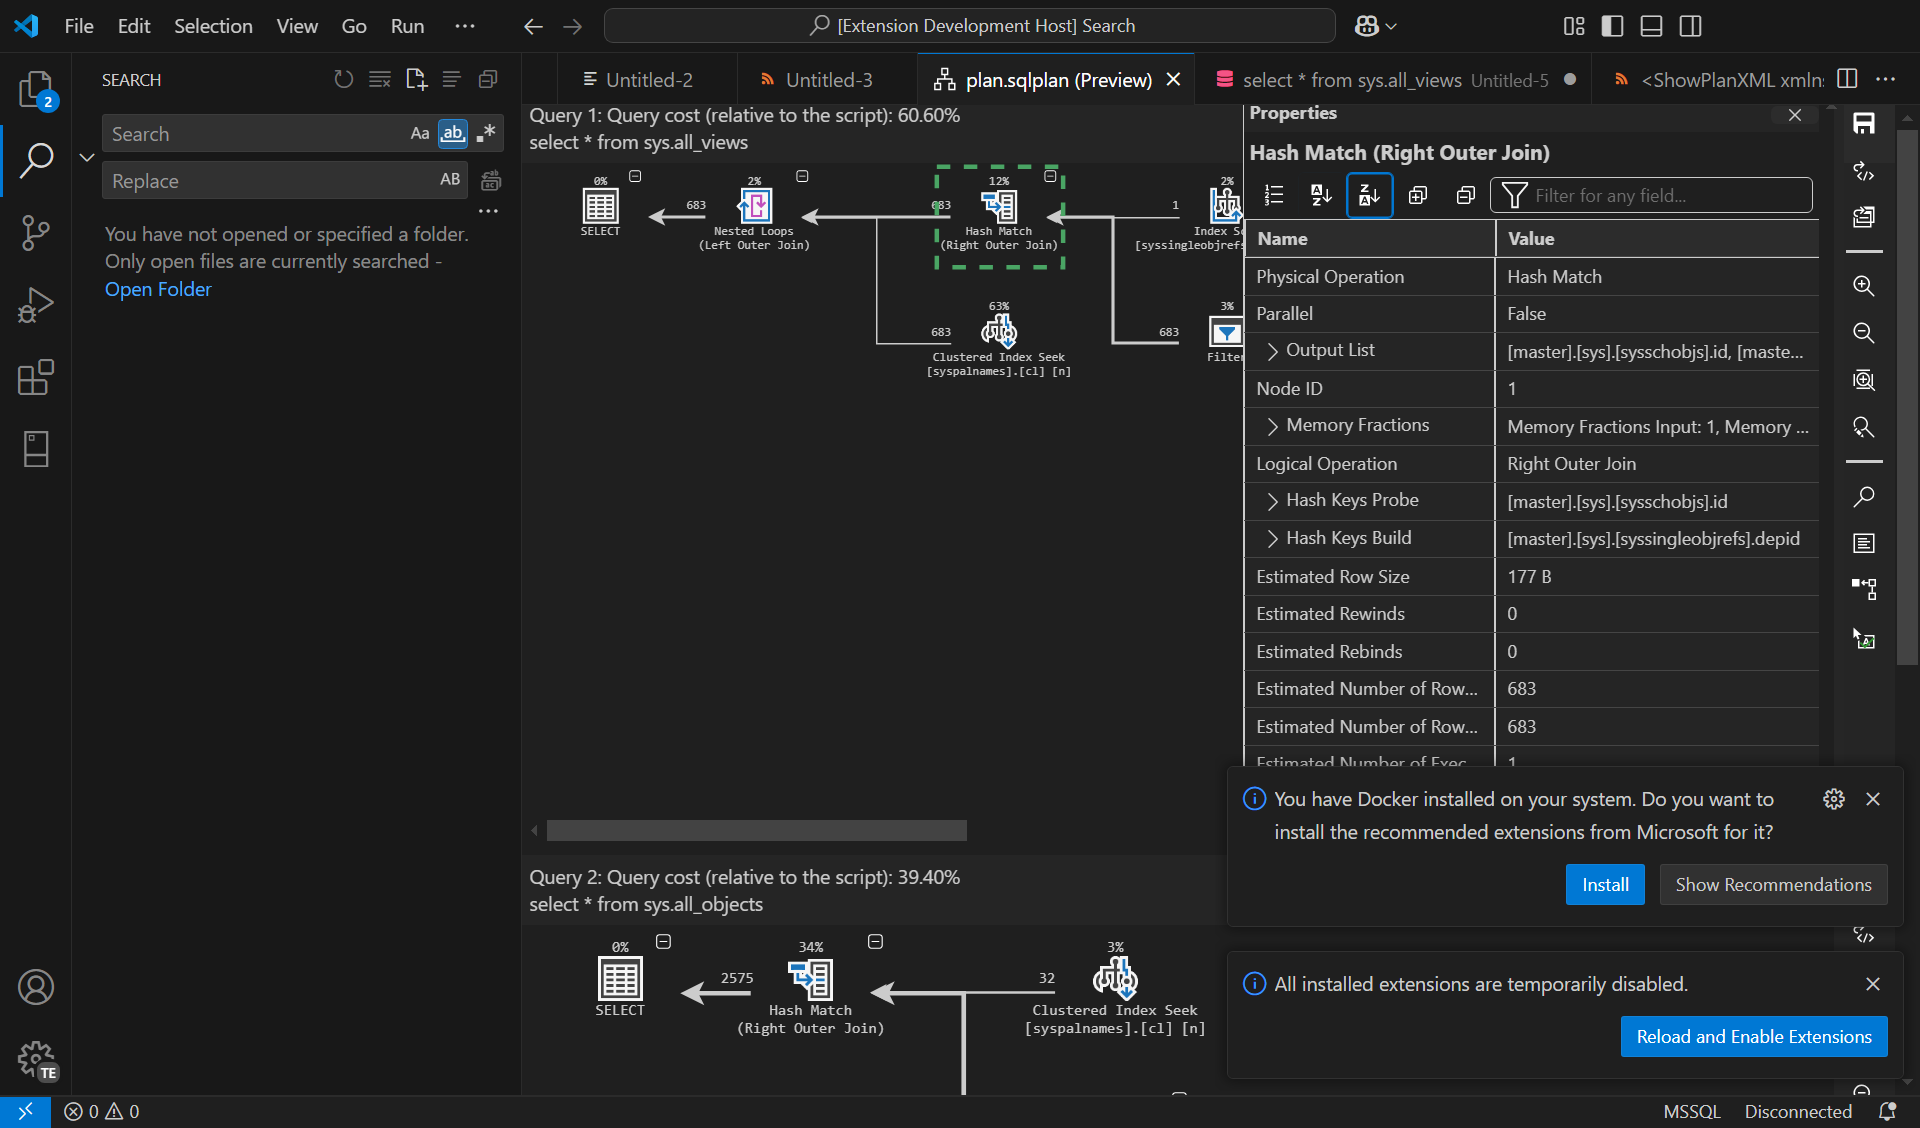 File Edit Selection View Go Run ··· [Extension Development Host] Search
SEARCH
2
Search Aa ab .*
Replace AB
You have not opened or specified a folder.
Only open files are currently searched -
Open Folder
Untitled-2 Untitled-3 plan.sqlplan (Preview) select * from sys.all_views Untitled-5 <ShowPlanXML xmlns
Query 1: Query cost (relative to the script): 60.60%
select * from sys.all_views
0%
SELECT
683
2%
Nested Loops
(Left Outer Join)
683
12%
Hash Match
(Right Outer Join)
1
2%
Index Se
[syssingleobjrefs
683
63%
Clustered Index Seek
[syspalnames].[cl] [n]
683
3%
Filter
Properties
Hash Match (Right Outer Join)
Filter for any field...
Name Value
Physical Operation Hash Match
Parallel False
Output List [master].[sys].[sysschobjs].id, [maste...
Node ID 1
Memory Fractions Memory Fractions Input: 1, Memory ...
Logical Operation Right Outer Join
Hash Keys Probe [master].[sys].[sysschobjs].id
Hash Keys Build [master].[sys].[syssingleobjrefs].depid
Estimated Row Size 177 B
Estimated Rewinds 0
Estimated Rebinds 0
Estimated Number of Row... 683
Estimated Number of Row... 683
Estimated Number of Exec 1
Query 2: Query cost (relative to the script): 39.40%
select * from sys.all_objects
0%
SELECT
2575
34%
Hash Match
(Right Outer Join)
32
3%
Clustered Index Seek
[syspalnames].[cl] [n]
You have Docker installed on your system. Do you want to
install the recommended extensions from Microsoft for it?
Install Show Recommendations
All installed extensions are temporarily disabled.
Reload and Enable Extensions
TE
0 0 MSSQL Disconnected